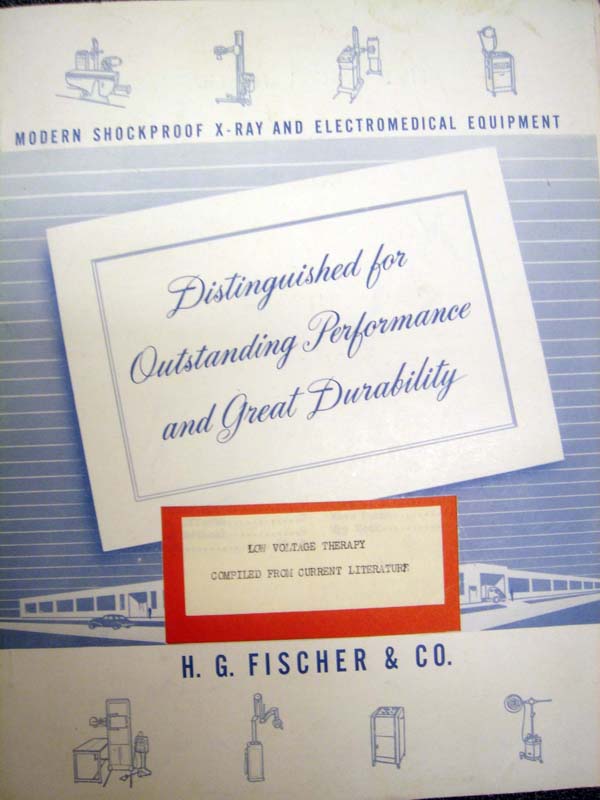 MODERN SHOCKPROOF X-RAY AND ELECTROMEDICAL EQUIPMENT
Distinguished for
Outstanding Performance
and Great Durability
LOW VOLTAGE THERAPY
COMPILED FROM CURRENT LITERATURE
H. G. FISCHER & CO.